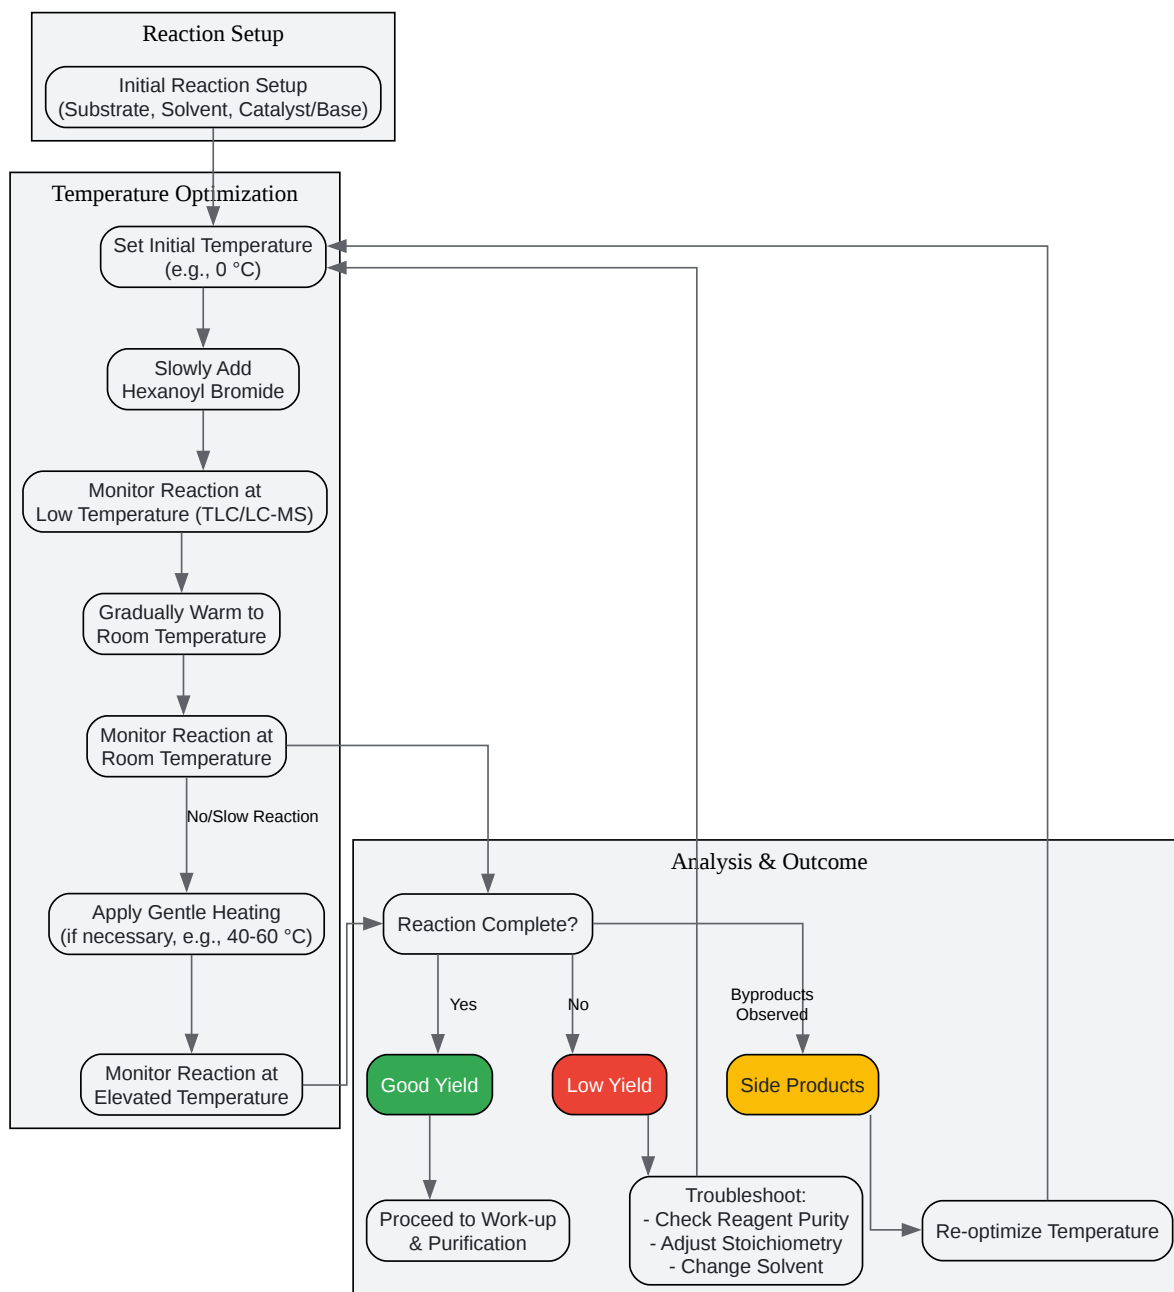 Reaction Setup
Initial Reaction Setup
(Substrate, Solvent, Catalyst/Base)
Temperature Optimization
Set Initial Temperature
(e.g., 0 °C)
Slowly Add
Hexanoyl Bromide
Monitor Reaction at
Low Temperature (TLC/LC-MS)
Gradually Warm to
Room Temperature
Monitor Reaction at
Room Temperature
No/Slow Reaction
Apply Gentle Heating
(if necessary, e.g., 40-60 °C)
Monitor Reaction at
Elevated Temperature
Analysis & Outcome
Reaction Complete?
Yes
No
Byproducts
Observed
Good Yield
Low Yield
Side Products
Proceed to Work-up
& Purification
Troubleshoot:
- Check Reagent Purity
- Adjust Stoichiometry
- Change Solvent
Re-optimize Temperature